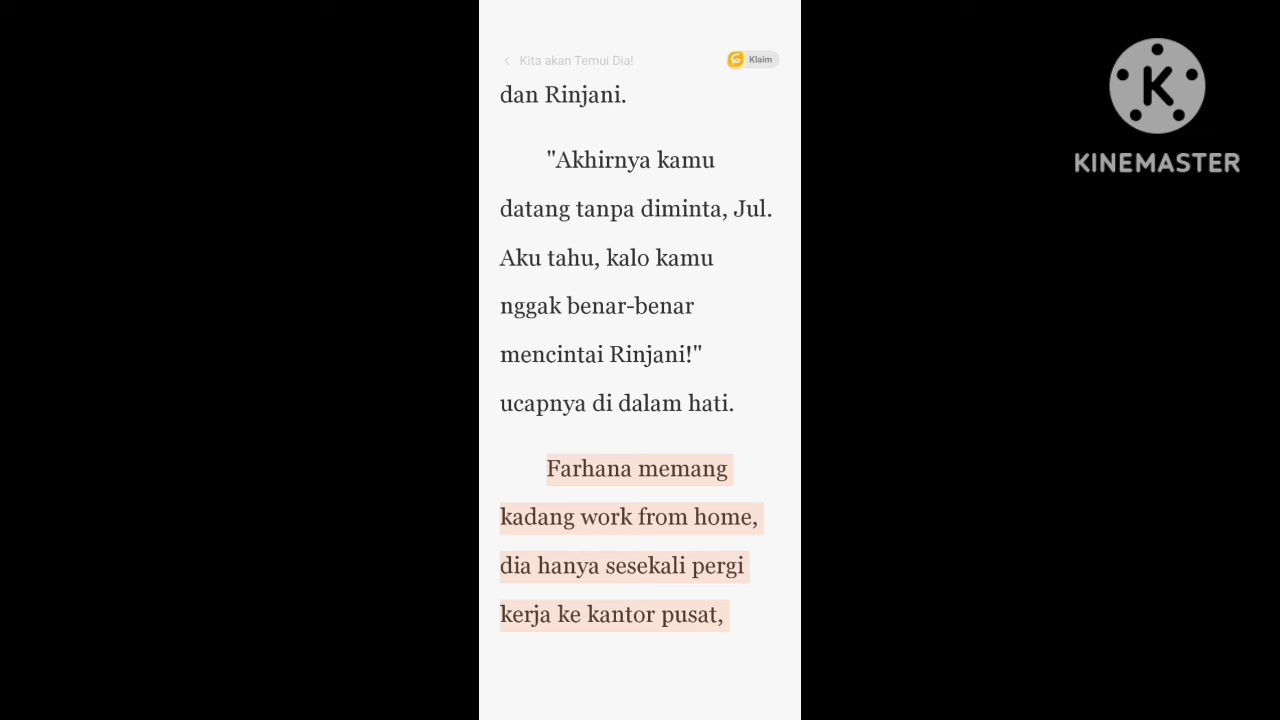 Kita akan Temui Dia!
Klaim
dan Rinjani.
"Akhirnya kamu
datang tanpa diminta, Jul.
Aku tahu, kalo kamu
nggak benar-benar
mencintai Rinjani!"
ucapnya di dalam hati.
Farhana memang
kadang work from home,
dia hanya sesekali pergi
kerja ke kantor pusat,
K
KINEMASTER